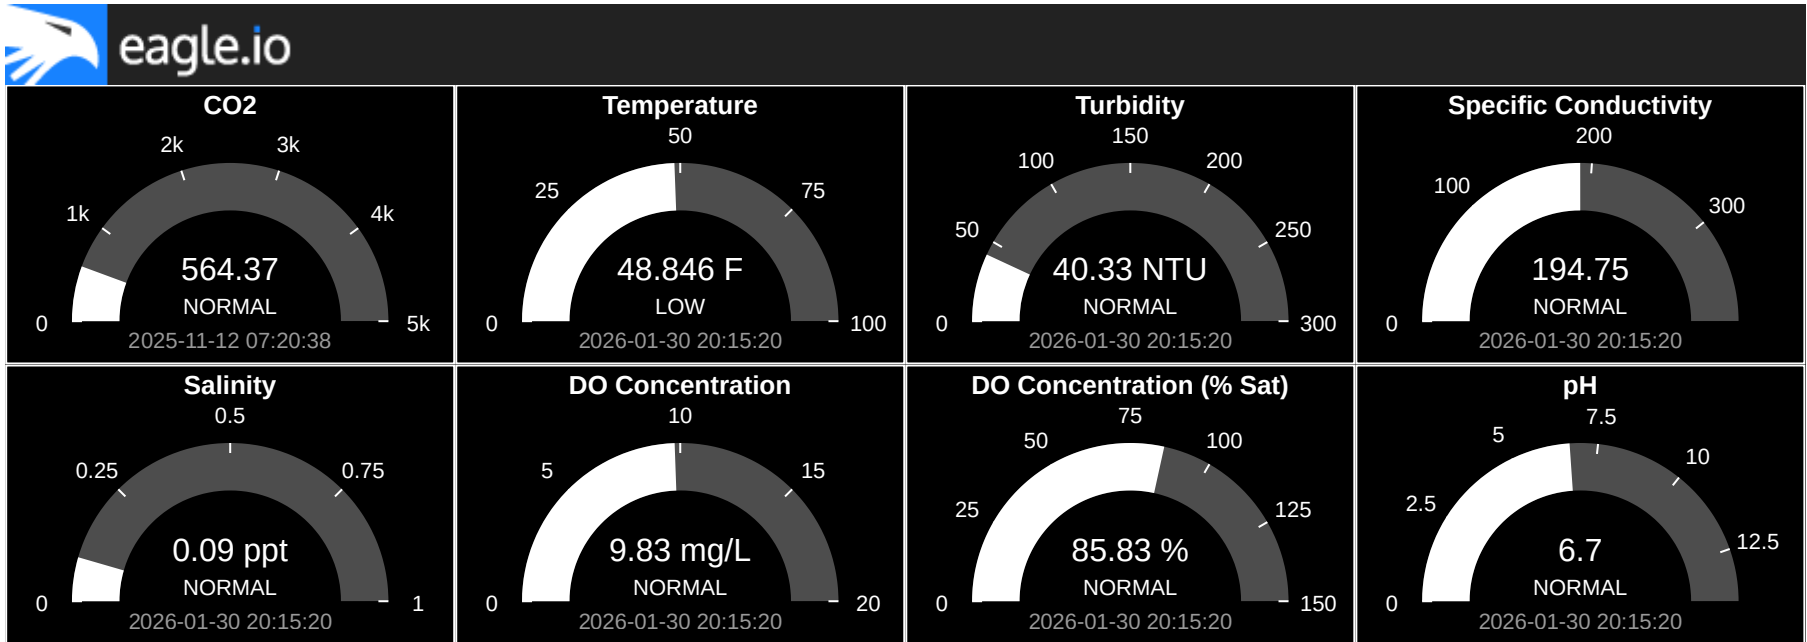 eagle.io
CO2
0
1k
2k
3k
4k
5k
564.37
NORMAL
2025-11-12 07:20:38
Temperature
0
25
50
75
100
48.846 F
LOW
2026-01-30 20:15:20
Turbidity
0
50
100
150
200
250
300
40.33 NTU
NORMAL
2026-01-30 20:15:20
Specific Conductivity
0
100
200
300
194.75
NORMAL
2026-01-30 20:15:20
Salinity
0
0.25
0.5
0.75
1
0.09 ppt
NORMAL
2026-01-30 20:15:20
DO Concentration
0
5
10
15
20
9.83 mg/L
NORMAL
2026-01-30 20:15:20
DO Concentration (% Sat)
0
25
50
75
100
125
150
85.83 %
NORMAL
2026-01-30 20:15:20
pH
0
2.5
5
7.5
10
12.5
6.7
NORMAL
2026-01-30 20:15:20